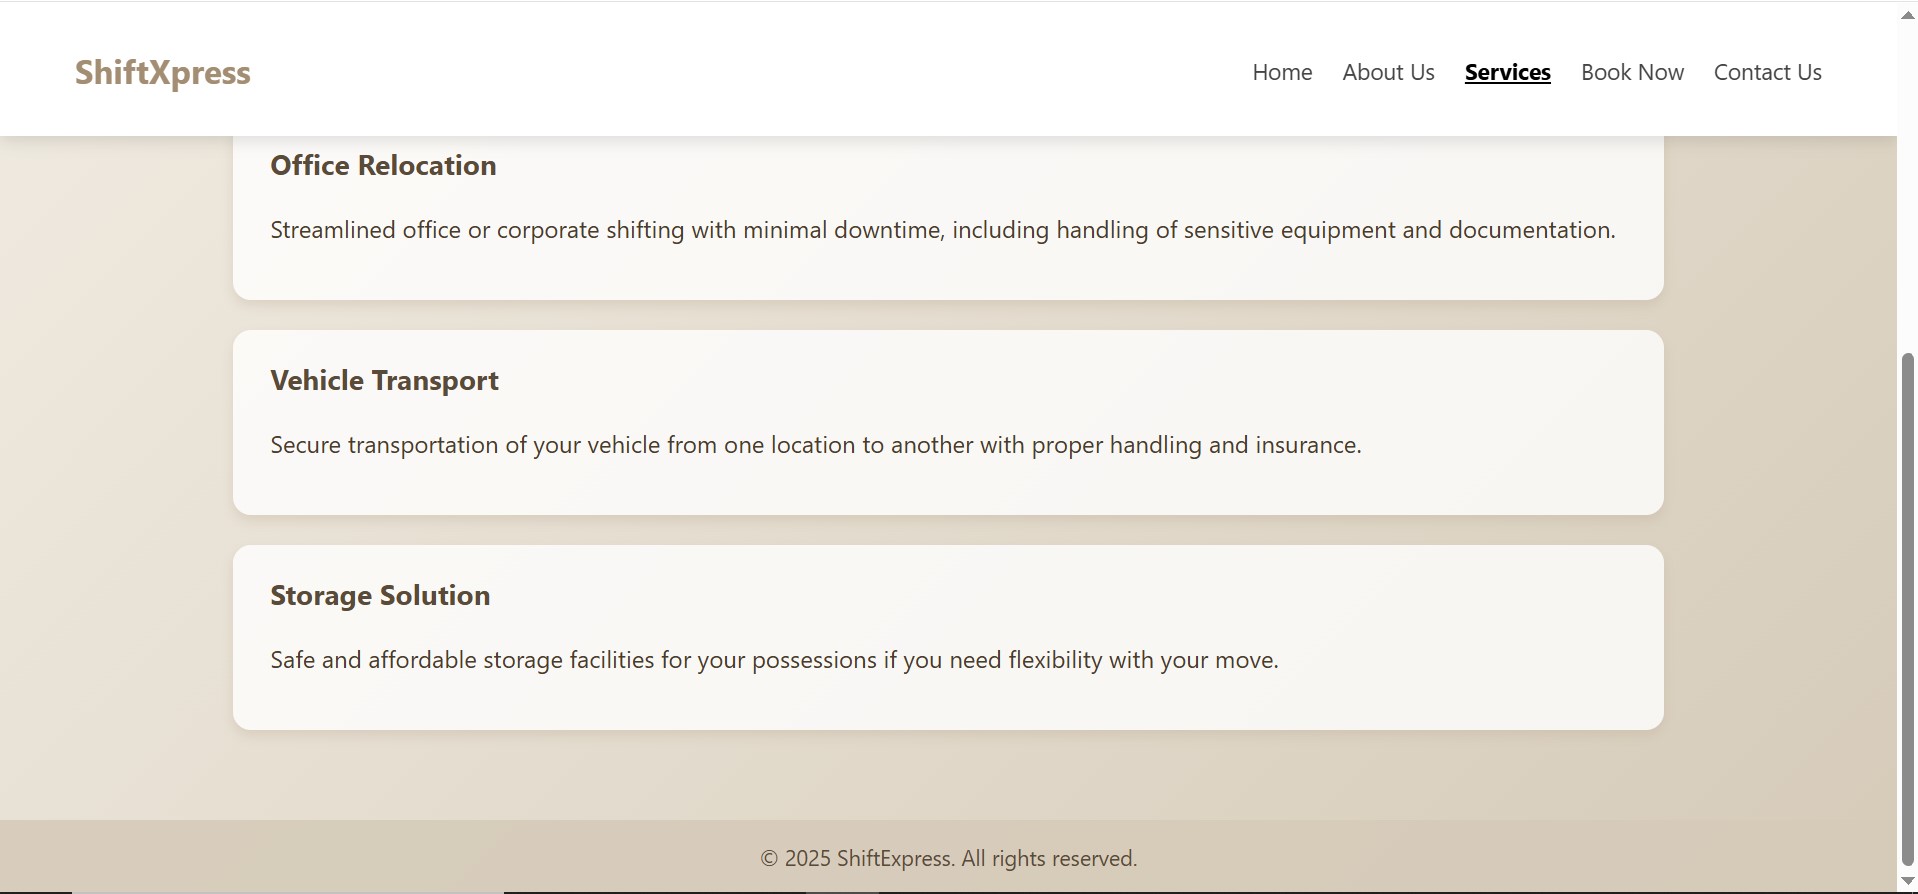 ShiftXpress
Home About Us Services Book Now Contact Us
Office Relocation
Streamlined office or corporate shifting with minimal downtime, including handling of sensitive equipment and documentation.
Vehicle Transport
Secure transportation of your vehicle from one location to another with proper handling and insurance.
Storage Solution
Safe and affordable storage facilities for your possessions if you need flexibility with your move.
© 2025 ShiftExpress. All rights reserved.